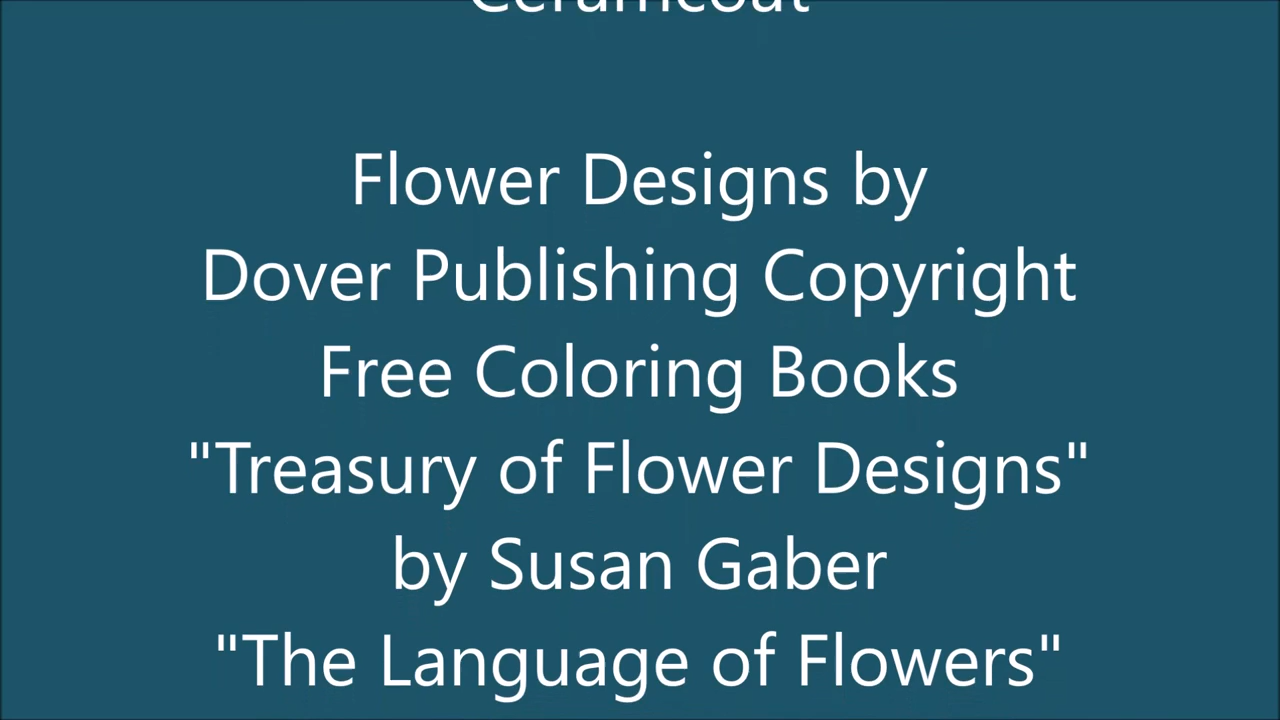 Flower Designs by
Dover Publishing Copyright
Free Coloring Books
"Treasury of Flower Designs"
by Susan Gaber
"The Language of Flowers"